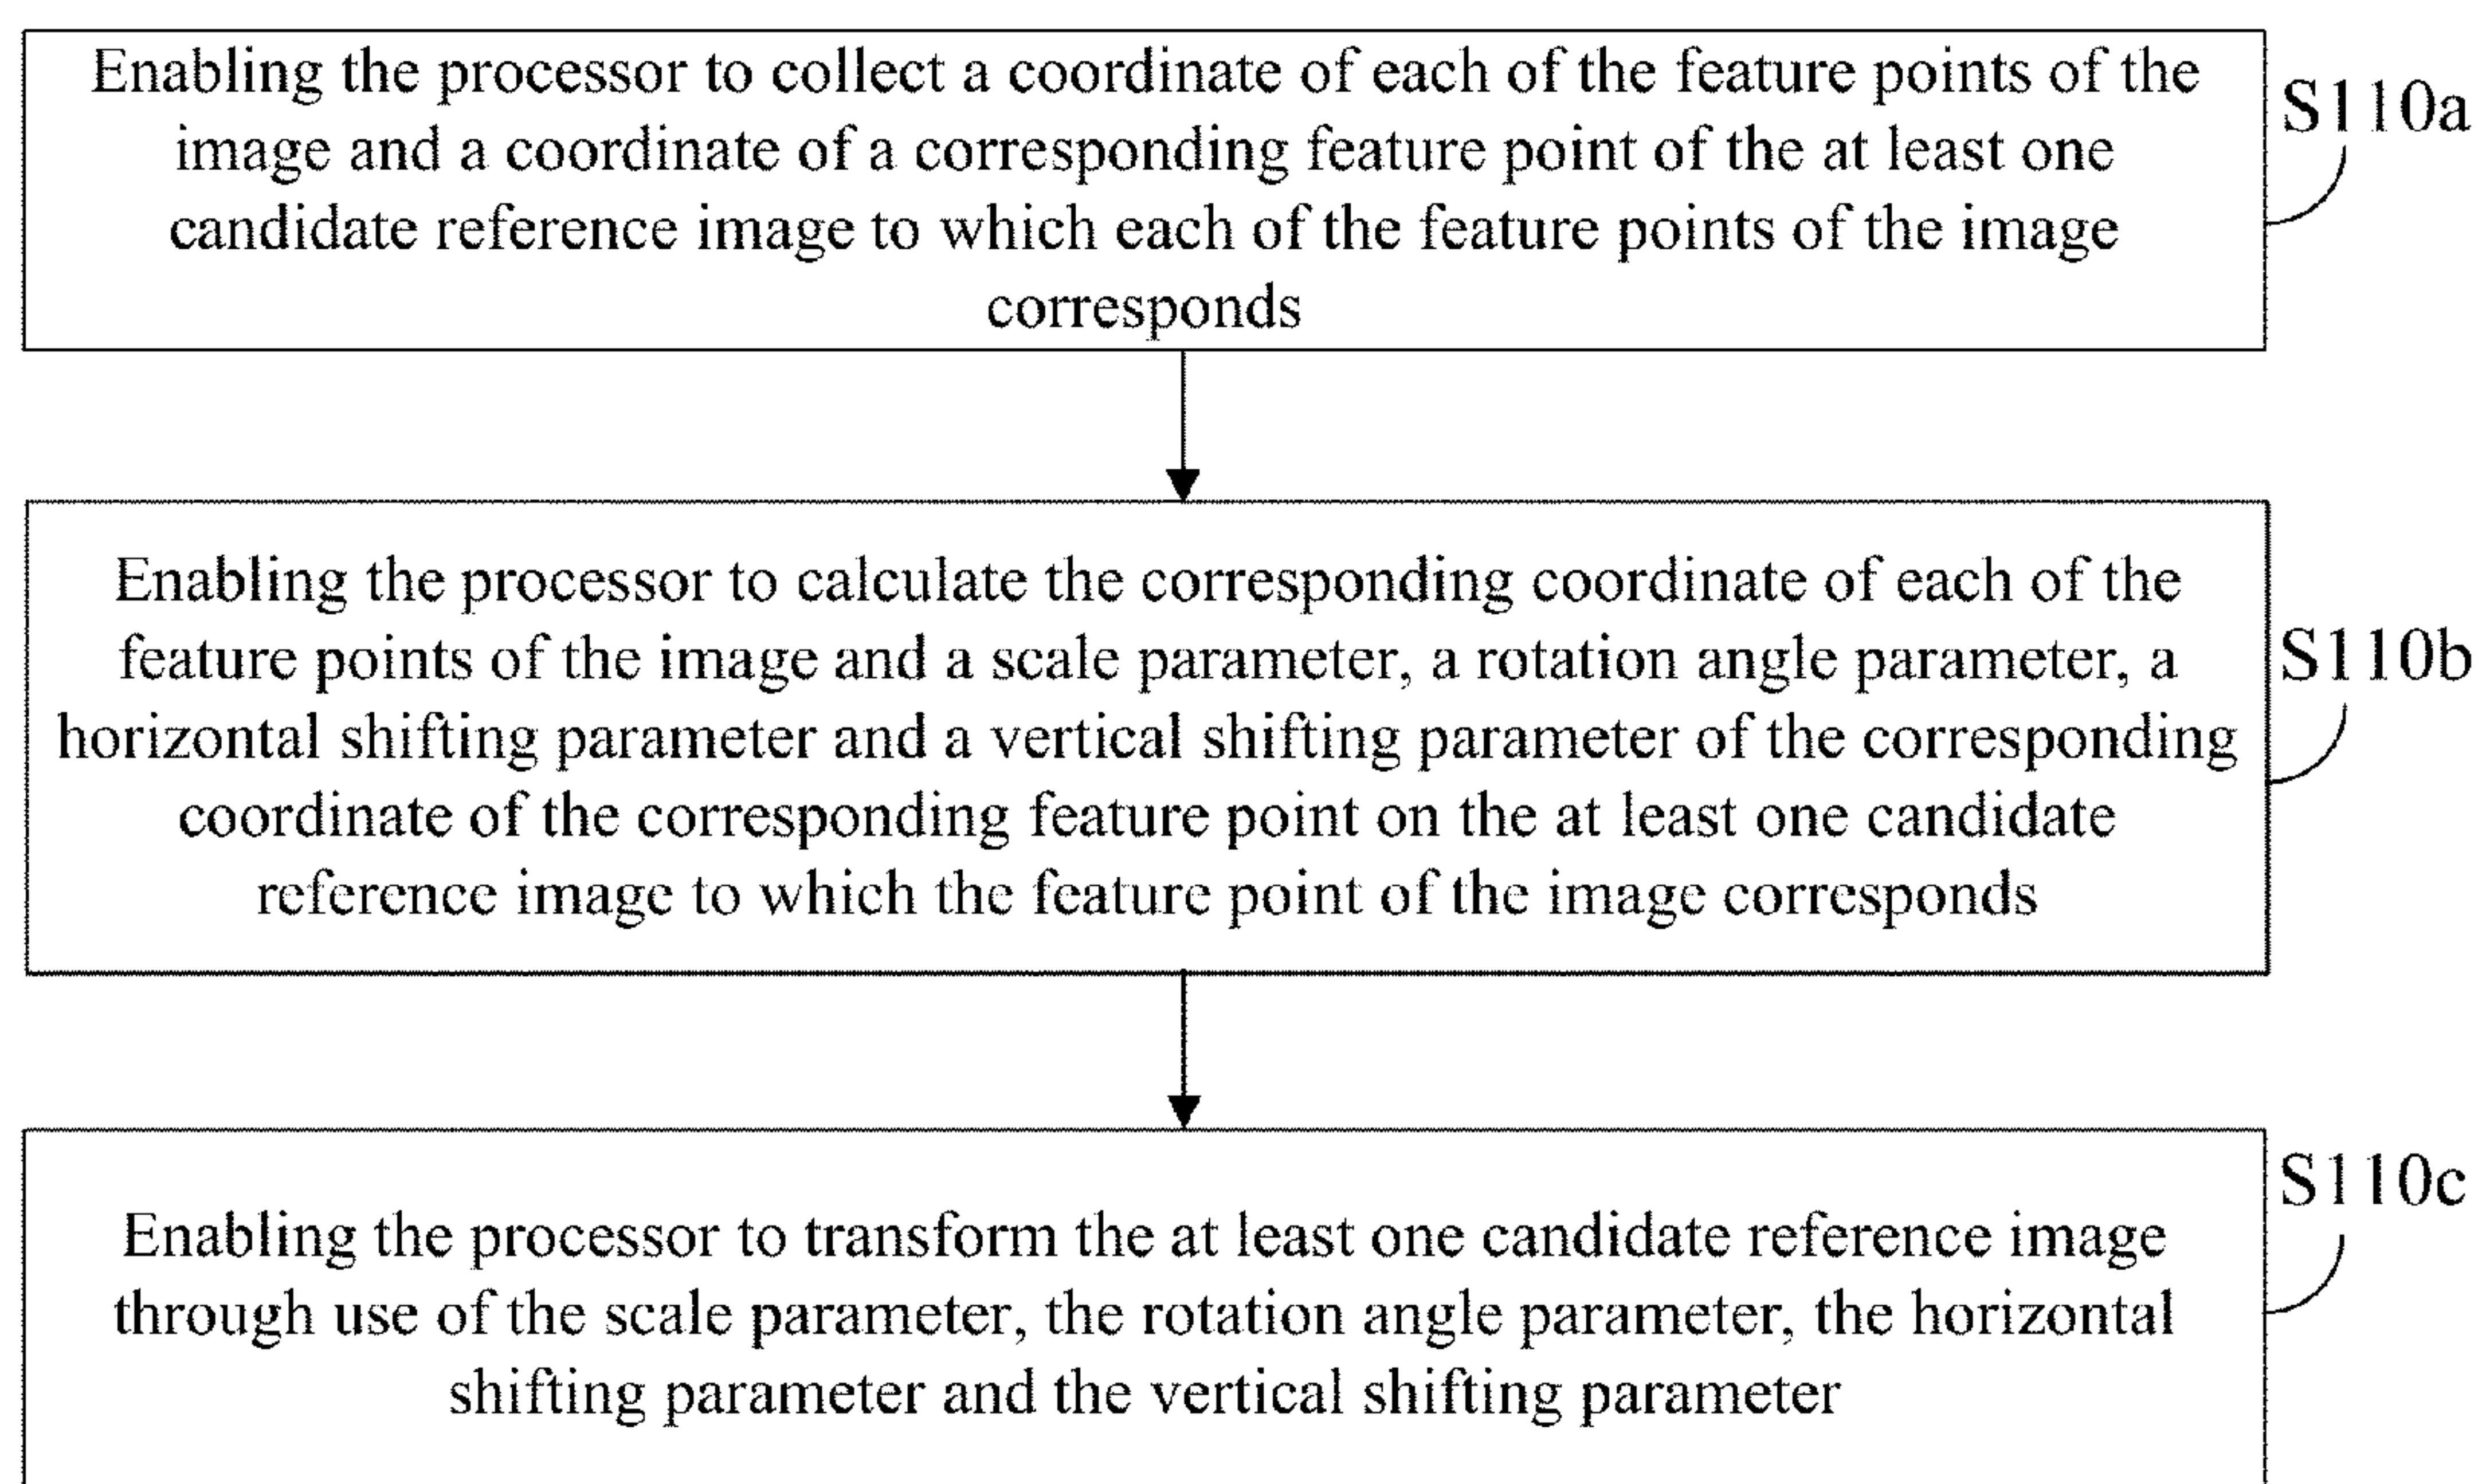 Enabling the processor to collect a coordinate of each of the feature points of the
image and a coordinate of a corresponding feature point of the at least one
candidate reference image to which each of the feature points of the image
corresponds
S110a
Enabling the processor to calculate the corresponding coordinate of each of the
feature points of the image and a scale parameter, a rotation angle parameter, a
horizontal shifting parameter and a vertical shifting parameter of the corresponding
coordinate of the corresponding feature point on the at least one candidate
reference image to which the feature point of the image corresponds
S110b
Enabling the processor to transform the at least one candidate reference image
through use of the scale parameter, the rotation angle parameter, the horizontal
shifting parameter and the vertical shifting parameter
S110c